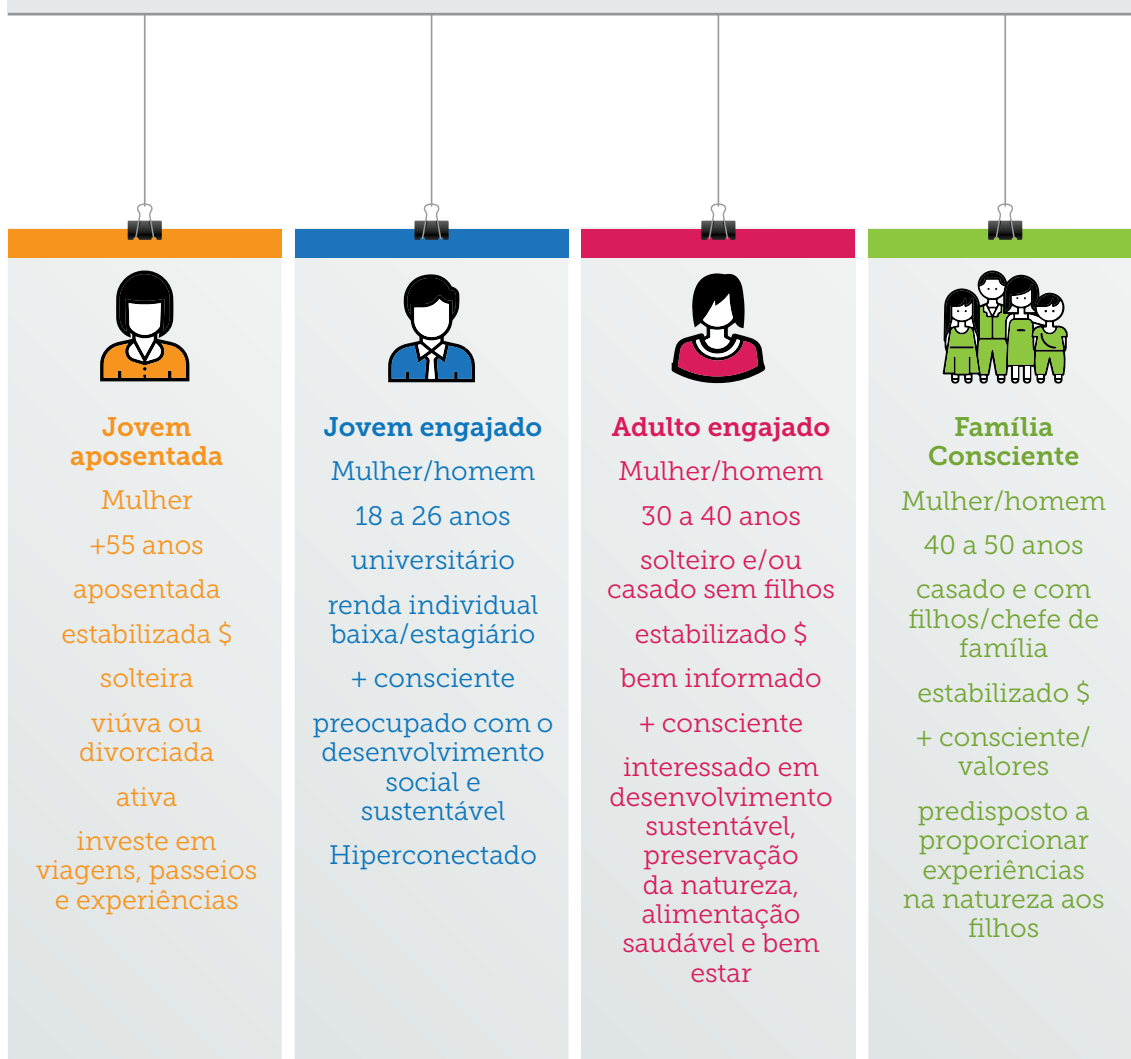 Jovem
aposentada
Mulher
+55 anos
aposentada
estabilizada $
solteira
viúva ou
divorciada
ativa
investe em
viagens, passeios
e experiências
Jovem engajado
Mulher/homem
18 a 26 anos
universitário
renda individual
baixa/estagiário
+ consciente
preocupado com o
desenvolvimento
social e
sustentável
Hiperconectado
Adulto engajado
Mulher/homem
30 a 40 anos
solteiro e/ou
casado sem filhos
estabilizado $
bem informado
+ consciente
interessado em
desenvolvimento
sustentável,
preservação
da natureza,
alimentação
saudável e bem
estar
Família
Consciente
Mulher/homem
40 a 50 anos
casado e com
filhos/chefe de
família
estabilizado $
+ consciente/
valores
predisposto a
proporcionar
experiências
na natureza aos
filhos